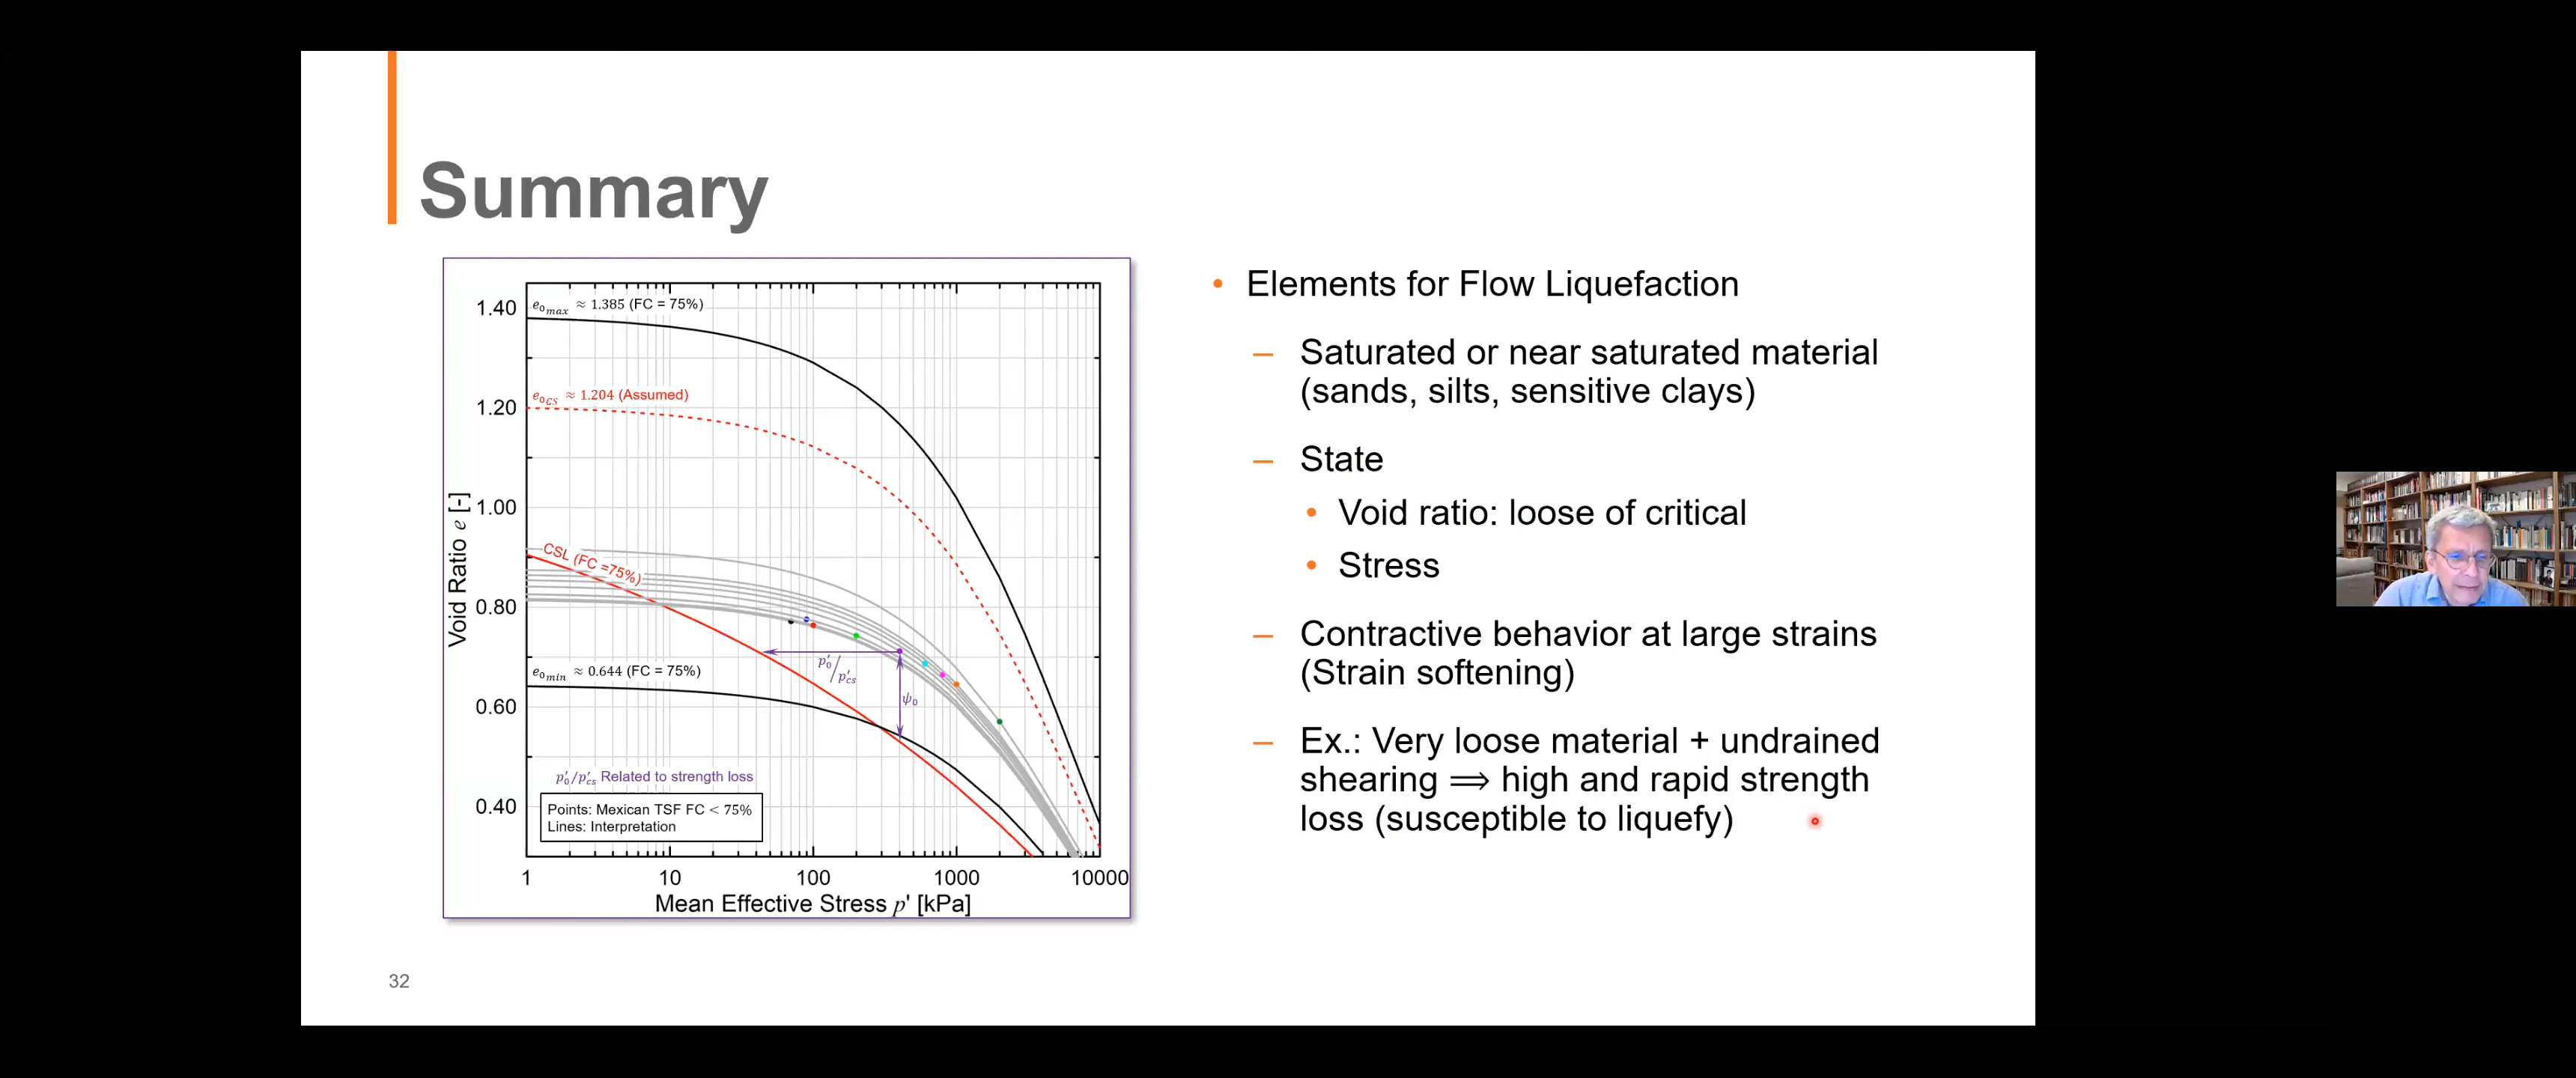 Summary
1.40
1.20
1.00
0.80
0.60
0.40
Void Ratio e [-]
e₀ₘₐₓ ≈ 1.385 (FC = 75%)
e₀CS ≈ 1.204 (Assumed)
CSL (FC =75%)
p′₀/p′cs
ψ₀
e₀ₘᵢₙ ≈ 0.644 (FC = 75%)
p′₀/p′cs Related to strength loss
Points: Mexican TSF FC < 75%
Lines: Interpretation
1 10 100 1000 10000
Mean Effective Stress p' [kPa]
• Elements for Flow Liquefaction
– Saturated or near saturated material
(sands, silts, sensitive clays)
– State
• Void ratio: loose of critical
• Stress
– Contractive behavior at large strains
(Strain softening)
– Ex.: Very loose material + undrained
shearing ⟹ high and rapid strength
loss (susceptible to liquefy)
32